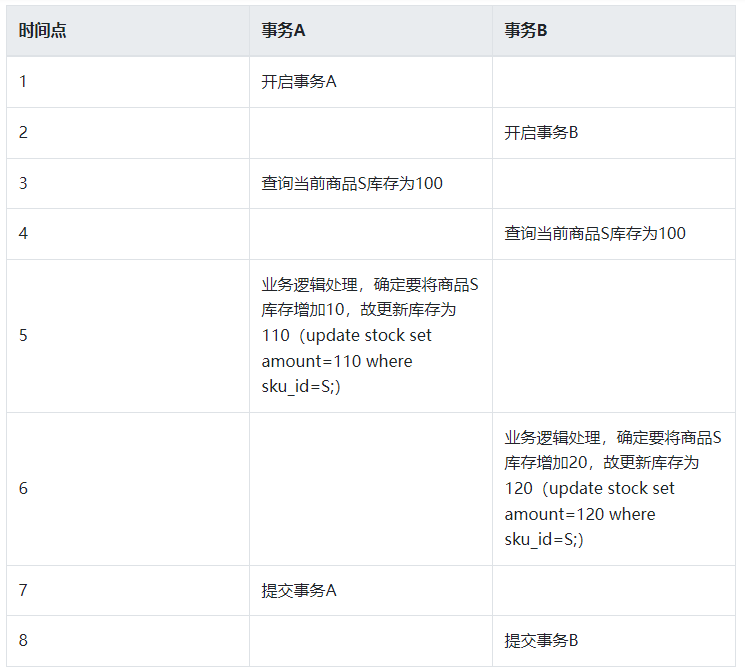 时间点 事务A 事务B
1 开启事务A
2 开启事务B
3 查询当前商品S库存为100
4 查询当前商品S库存为100
5 业务逻辑处理，确定要将商品S
库存增加10，故更新库存为
110（update stock set
amount=110 where
sku_id=S;）
6 业务逻辑处理，确定要将商品S
库存增加20，故更新库存为
120（update stock set
amount=120 where
sku_id=S;）
7 提交事务A
8 提交事务B